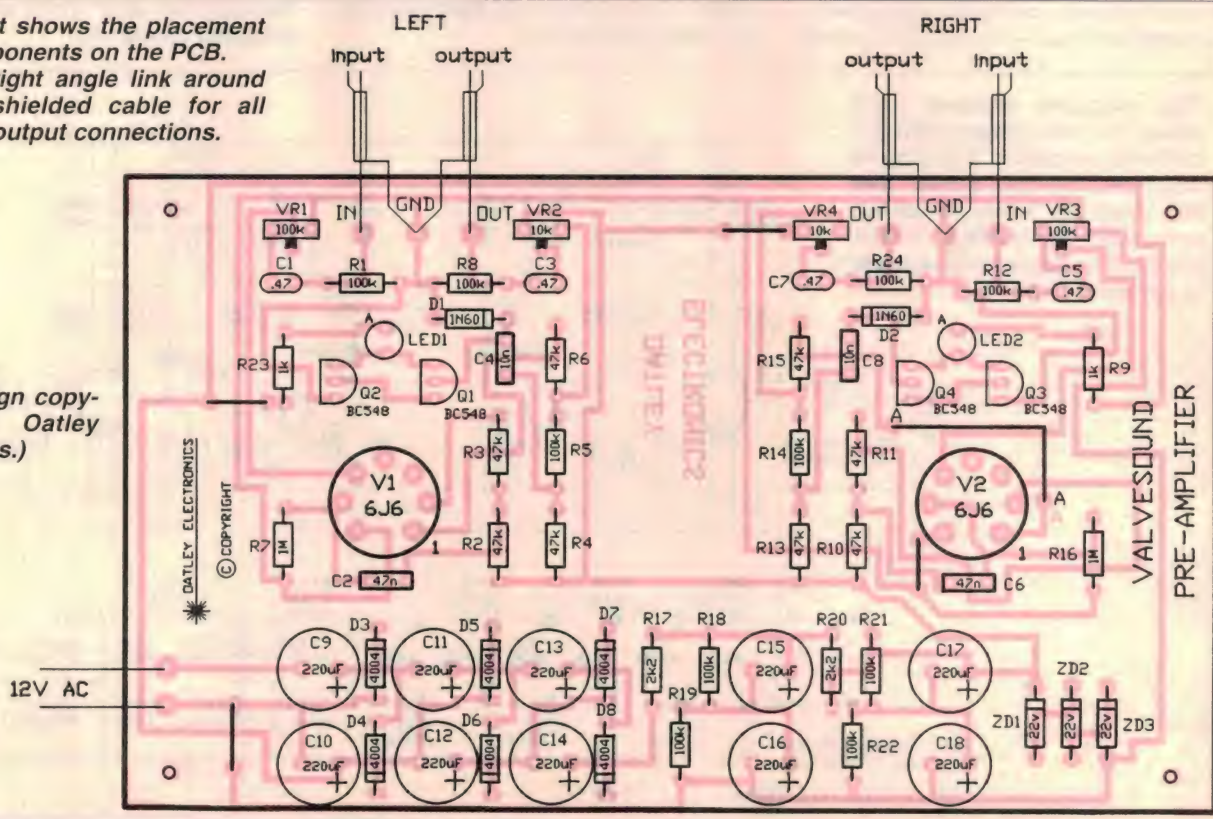 t shows the placement
ponents on the PCB.
ight angle link around
shielded cable for all
output connections.
gn copy-
Oatley
s.)
LEFT
Input
output
RIGHT
output
Input
VR1
100k
IN
GND
OUT
VR2
10k
VR4
10k
OUT
GND
IN
VR3
100k
C1
.47
R1
100k
R8
100k
C3
.47
C7
.47
R24
100k
R12
100k
C5
.47
D1
1N60
1N60
D2
R23
1k
A
LED1
Q2
BC548
Q1
BC548
C4
10n
47k
R6
R15
47k
10n
C8
A
LED2
Q4
BC548
Q3
BC548
1k
R9
R3
47k
100k
R5
R14
100k
47k
R11
A
A
V1
6J6
1
V2
6J6
1
R7
1M
C2
47n
R2
47k
47k
R4
R13
47k
R10
47k
47n
C6
R16
1M
OATLEY ELECTRONICS
© COPYRIGHT
OATLEY
ELECTRONICS
VALVESOUND
PRE-AMPLIFIER
12V AC
C9
220uF
+
D3
4004
C11
220uF
+
D5
4004
C13
220uF
+
D7
4004
R17
2k2
R18
100k
C15
220uF
+
R20
2k2
R21
100k
C17
220uF
+
C10
220uF
+
D4
4004
C12
220uF
+
D6
4004
C14
220uF
+
D8
4004
R19
100k
C16
220uF
+
100k
R22
C18
220uF
+
ZD1
22v
ZD2
22v
22v
ZD3